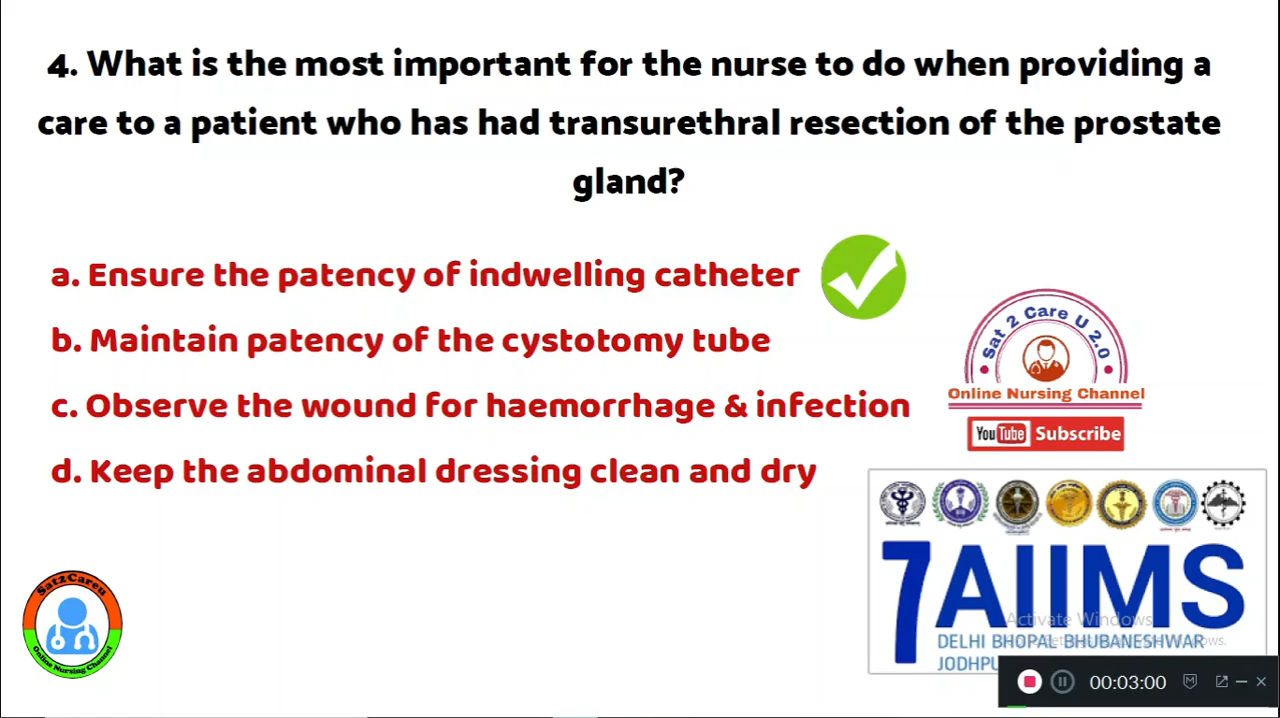 4. What is the most important for the nurse to do when providing a
care to a patient who has had transurethral resection of the prostate
gland?
a. Ensure the patency of indwelling catheter
b. Maintain patency of the cystotomy tube
c. Observe the wound for haemorrhage & infection
d. Keep the abdominal dressing clean and dry
Sat 2 Care U 2.0
Online Nursing Channel
YouTube Subscribe
7AIIMS
Activate Windows
DELHI BHOPAL BHUBANESHWAR
JODHPU
00:03:00
Sat2Careu
Online Nursing Channel